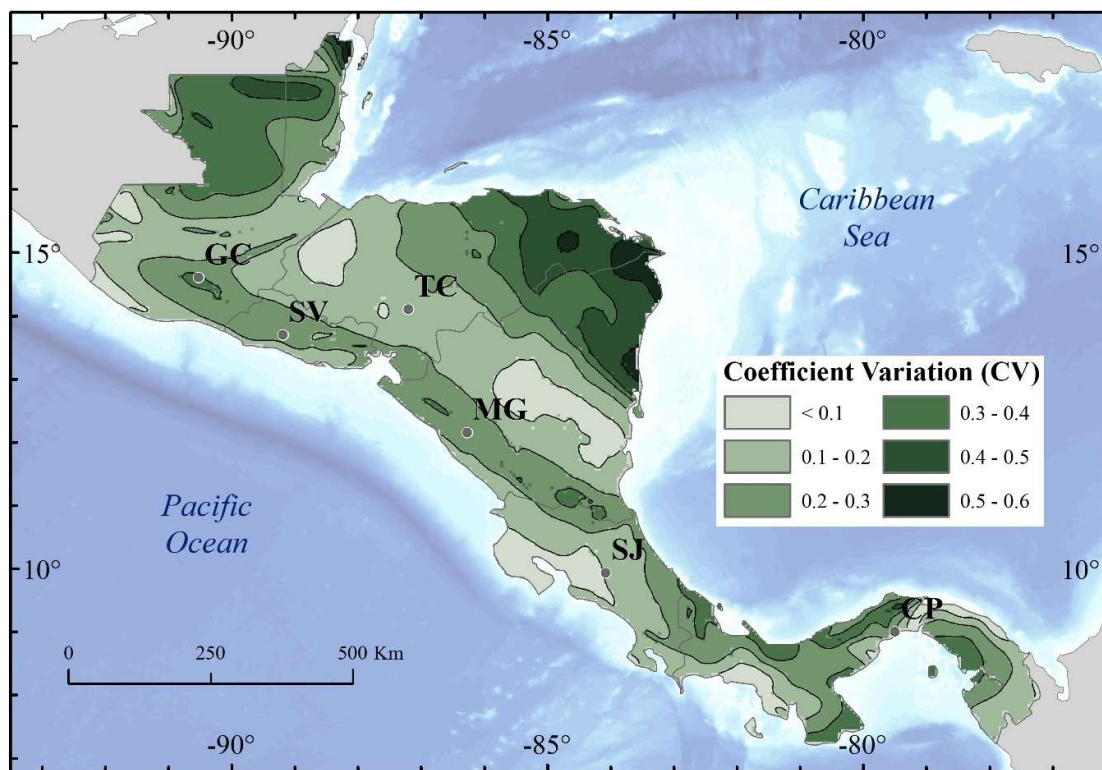 -90° -85° -80°
Caribbean
Sea
15° 15°
GC
TC
SV
Coefficient Variation (CV)
< 0.1 0.3 - 0.4
MG
0.1 - 0.2 0.4 - 0.5
0.2 - 0.3 0.5 - 0.6
Pacific
Ocean
SJ
10° 10°
CP
0 250 500 Km
-90° -85° -80°